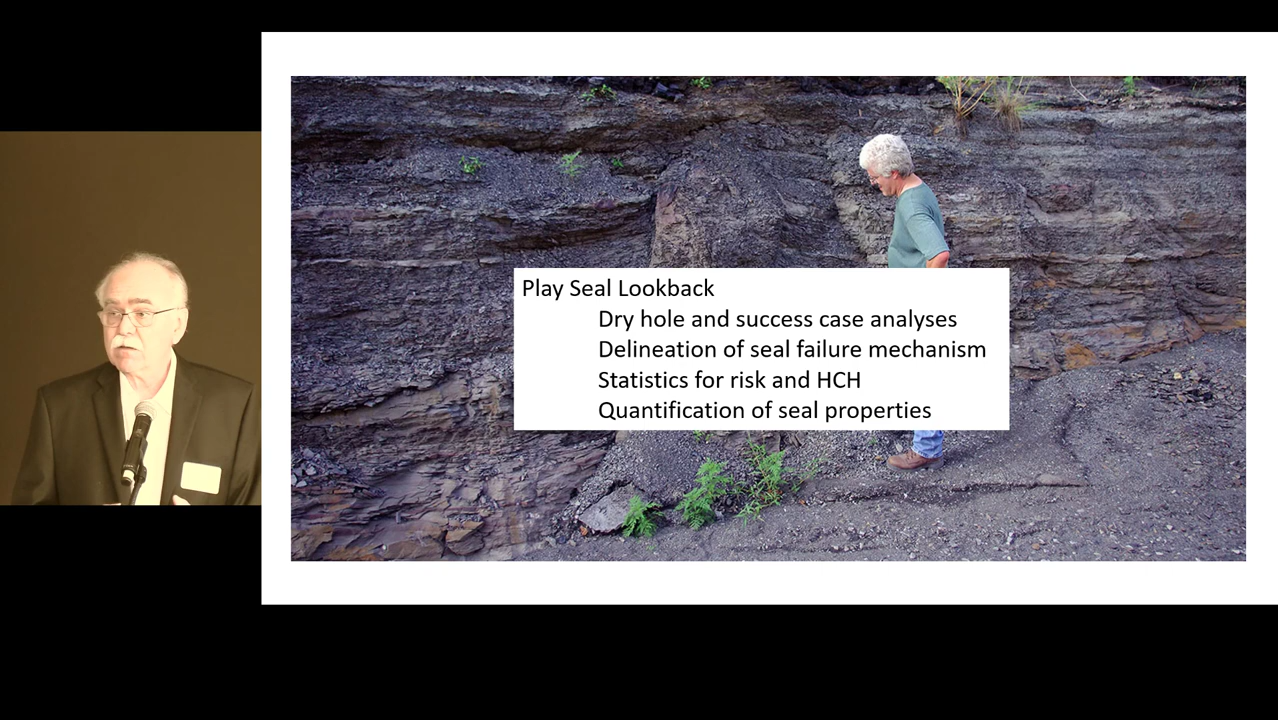 Play Seal Lookback
Dry hole and success case analyses
Delineation of seal failure mechanism
Statistics for risk and HCH
Quantification of seal properties